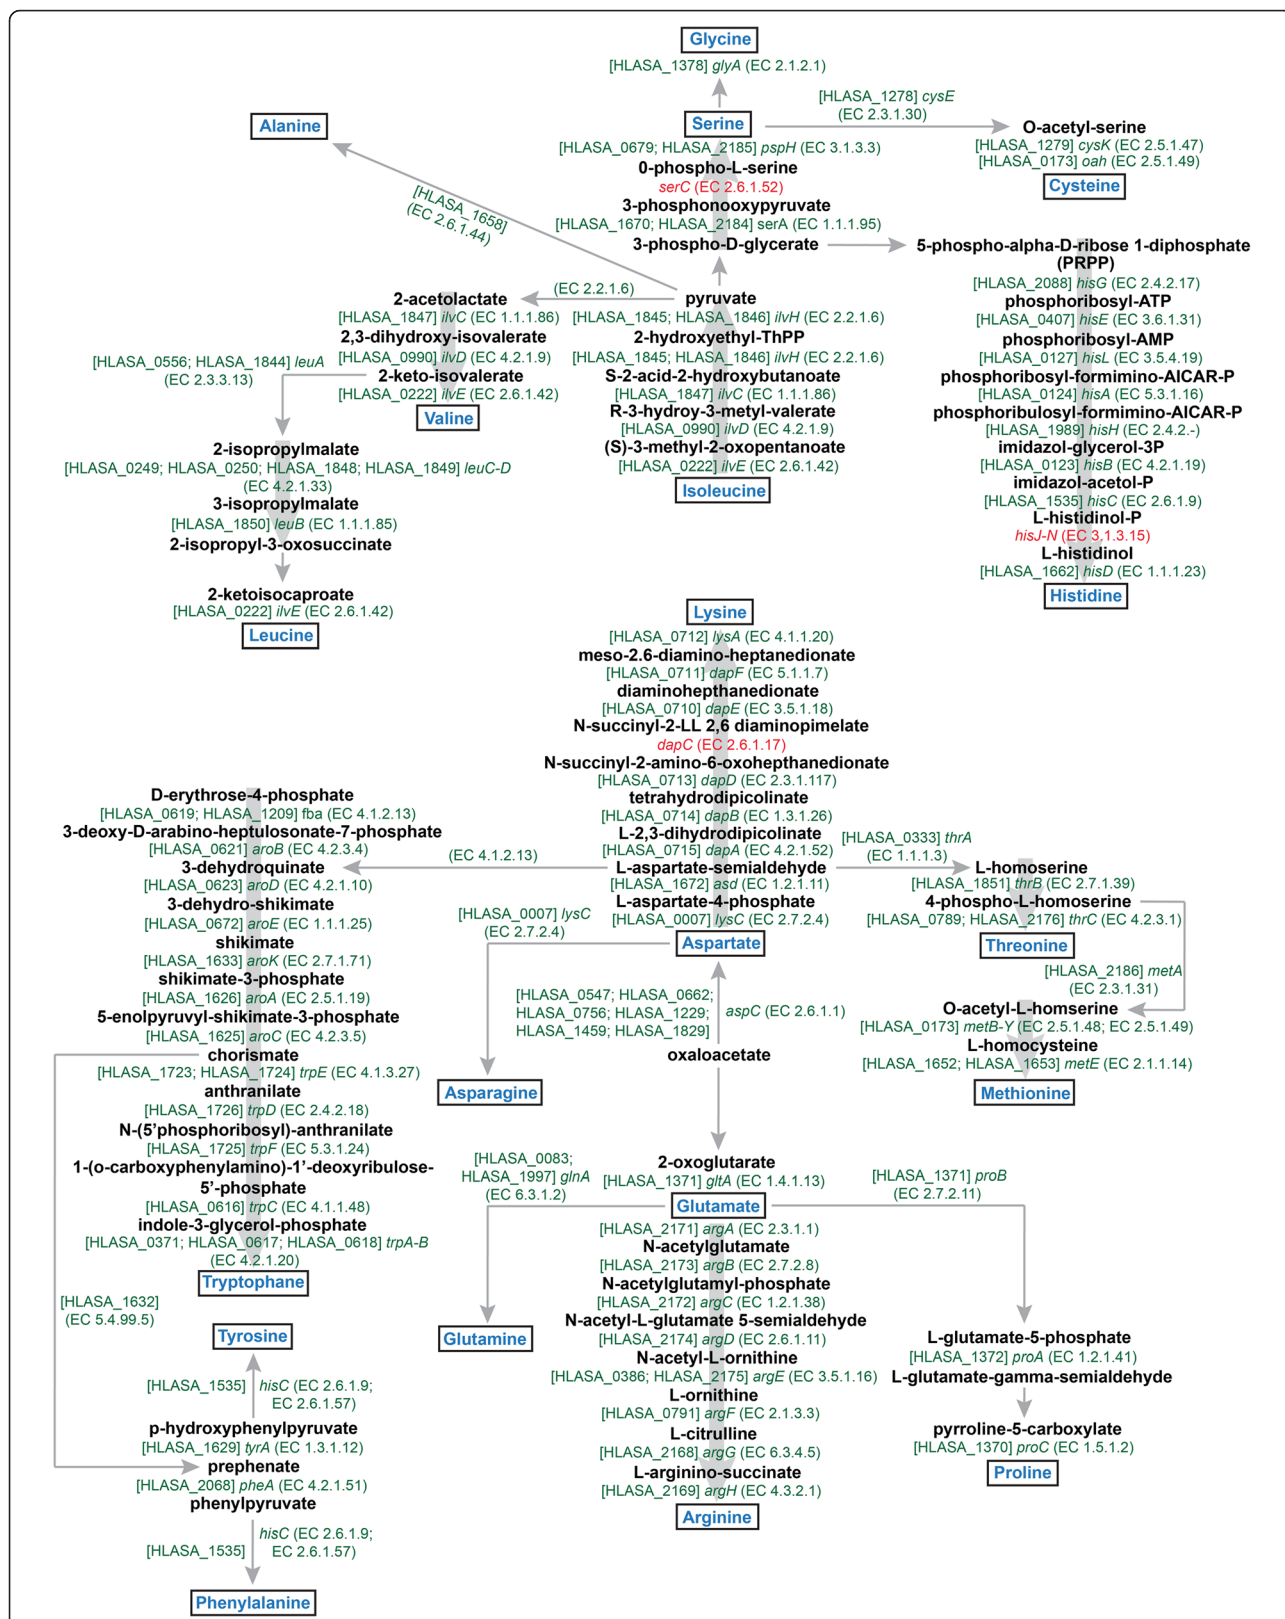 Glycine
[HLASA_1378] glyA (EC 2.1.2.1)
[HLASA_1278] cysE
(EC 2.3.1.30)
Alanine
Serine
O-acetyl-serine
[HLASA_0679; HLASA_2185] pspH (EC 3.1.3.3)
[HLASA_1279] cysK (EC 2.5.1.47)
[HLASA_0173] oah (EC 2.5.1.49)
Cysteine
0-phospho-L-serine
serC (EC 2.6.1.52)
3-phosphonooxypyruvate
[HLASA_1670; HLASA_2184] serA (EC 1.1.1.95)
3-phospho-D-glycerate
[HLASA_1658]
(EC 2.6.1.44)
5-phospho-alpha-D-ribose 1-diphosphate
(PRPP)
[HLASA_2088] hisG (EC 2.4.2.17)
phosphoribosyl-ATP
[HLASA_0407] hisE (EC 3.6.1.31)
phosphoribosyl-AMP
[HLASA_0127] hisL (EC 3.5.4.19)
phosphoribosyl-formimino-AICAR-P
[HLASA_0124] hisA (EC 5.3.1.16)
phosphoribulosyl-formimino-AICAR-P
[HLASA_1989] hisH (EC 4.2.2.-)
imidazol-glycerol-3P
[HLASA_0123] hisB (EC 4.2.1.19)
imidazol-acetol-P
[HLASA_1535] hisC (EC 2.6.1.9)
L-histidinol-P
hisJ-N (EC 3.1.3.15)
L-histidinol
[HLASA_1662] hisD (EC 1.1.1.23)
Histidine
(EC 2.2.1.6)
pyruvate
[HLASA_1845; HLASA_1846] ilvH (EC 2.2.1.6)
2-hydroxyethyl-ThPP
[HLASA_1845; HLASA_1846] ilvH (EC 2.2.1.6)
S-2-acid-2-hydroxybutanoate
[HLASA_1847] ilvC (EC 1.1.1.86)
R-3-hydroy-3-metyl-valerate
[HLASA_0990] ilvD (EC 4.2.1.9)
(S)-3-methyl-2-oxopentanoate
[HLASA_0222] ilvE (EC 2.6.1.42)
Isoleucine
2-acetolactate
[HLASA_1847] ilvC (EC 1.1.1.86)
2,3-dihydroxy-isovalerate
[HLASA_0990] ilvD (EC 4.2.1.9)
2-keto-isovalerate
[HLASA_0222] ilvE (EC 2.6.1.42)
Valine
[HLASA_0556; HLASA_1844] leuA
(EC 2.3.3.13)
2-isopropylmalate
[HLASA_0249; HLASA_0250; HLASA_1848; HLASA_1849] leuC-D
(EC 4.2.1.33)
3-isopropylmalate
[HLASA_1850] leuB (EC 1.1.1.85)
2-isopropyl-3-oxosuccinate
2-ketoisocaproate
[HLASA_0222] ilvE (EC 2.6.1.42)
Leucine
Lysine
[HLASA_0712] lysA (EC 4.1.1.20)
meso-2.6-diamino-heptanedionate
[HLASA_0711] dapF (EC 5.1.1.7)
diaminohepthanedionate
[HLASA_0710] dapE (EC 3.5.1.18)
N-succinyl-2-LL 2,6 diaminopimelate
dapC (EC 2.6.1.17)
N-succinyl-2-amino-6-oxohepthanedionate
[HLASA_0713] dapD (EC 2.3.1.117)
tetrahydrodipicolinate
[HLASA_0714] dapB (EC 1.3.1.26)
L-2,3-dihydrodipicolinate
[HLASA_0715] dapA (EC 4.2.1.52)
L-aspartate-semialdehyde
[HLASA_1672] asd (EC 1.2.1.11)
L-aspartate-4-phosphate
[HLASA_0007] lysC (EC 2.7.2.4)
Aspartate
(EC 4.1.2.13)
[HLASA_0333] thrA
(EC 1.1.1.3)
L-homoserine
[HLASA_1851] thrB (EC 2.7.1.39)
4-phospho-L-homoserine
[HLASA_0789; HLASA_2176] thrC (EC 4.2.3.1)
Threonine
[HLASA_2186] metA
(EC 2.3.1.31)
O-acetyl-L-homserine
[HLASA_0173] metB-Y (EC 2.5.1.48; EC 2.5.1.49)
L-homocysteine
[HLASA_1652; HLASA_1653] metE (EC 2.1.1.14)
Methionine
[HLASA_0007] lysC
(EC 2.7.2.4)
Asparagine
[HLASA_0547; HLASA_0662;
HLASA_0756; HLASA_1229;
HLASA_1459; HLASA_1829]
aspC (EC 2.6.1.1)
oxaloacetate
D-erythrose-4-phosphate
[HLASA_0619; HLASA_1209] fba (EC 4.1.2.13)
3-deoxy-D-arabino-heptulosonate-7-phosphate
[HLASA_0621] aroB (EC 4.2.3.4)
3-dehydroquinate
[HLASA_0623] aroD (EC 4.2.1.10)
3-dehydro-shikimate
[HLASA_0672] aroE (EC 1.1.1.25)
shikimate
[HLASA_1633] aroK (EC 2.7.1.71)
shikimate-3-phosphate
[HLASA_1626] aroA (EC 2.5.1.19)
5-enolpyruvyl-shikimate-3-phosphate
[HLASA_1625] aroC (EC 4.2.3.5)
chorismate
[HLASA_1723; HLASA_1724] trpE (EC 4.1.3.27)
anthranilate
[HLASA_1726] trpD (EC 2.4.2.18)
N-(5'phosphoribosyl)-anthranilate
[HLASA_1725] trpF (EC 5.3.1.24)
1-(o-carboxyphenylamino)-1'-deoxyribulose-
5'-phosphate
[HLASA_0616] trpC (EC 4.1.1.48)
indole-3-glycerol-phosphate
[HLASA_0371; HLASA_0617; HLASA_0618] trpA-B
(EC 4.2.1.20)
Tryptophane
[HLASA_1632]
(EC 5.4.99.5)
Tyrosine
[HLASA_1535]
hisC (EC 2.6.1.9;
EC 2.6.1.57)
p-hydroxyphenylpyruvate
[HLASA_1629] tyrA (EC 1.3.1.12)
prephenate
[HLASA_2068] pheA (EC 4.2.1.51)
phenylpyruvate
[HLASA_1535]
hisC (EC 2.6.1.9;
EC 2.6.1.57)
Phenylalanine
2-oxoglutarate
[HLASA_1371] gltA (EC 1.4.1.13)
Glutamate
[HLASA_0083;
HLASA_1997] glnA
(EC 6.3.1.2)
Glutamine
[HLASA_2171] argA (EC 2.3.1.1)
N-acetylglutamate
[HLASA_2173] argB (EC 2.7.2.8)
N-acetylglutamyl-phosphate
[HLASA_2172] argC (EC 1.2.1.38)
N-acetyl-L-glutamate 5-semialdehyde
[HLASA_2174] argD (EC 2.6.1.11)
N-acetyl-L-ornithine
[HLASA_0386; HLASA_2175] argE (EC 3.5.1.16)
L-ornithine
[HLASA_0791] argF (EC 2.1.3.3)
L-citrulline
[HLASA_2168] argG (EC 6.3.4.5)
L-arginino-succinate
[HLASA_2169] argH (EC 4.3.2.1)
Arginine
[HLASA_1371] proB
(EC 2.7.2.11)
L-glutamate-5-phosphate
[HLASA_1372] proA (EC 1.2.1.41)
L-glutamate-gamma-semialdehyde
pyrroline-5-carboxylate
[HLASA_1370] proC (EC 1.5.1.2)
Proline